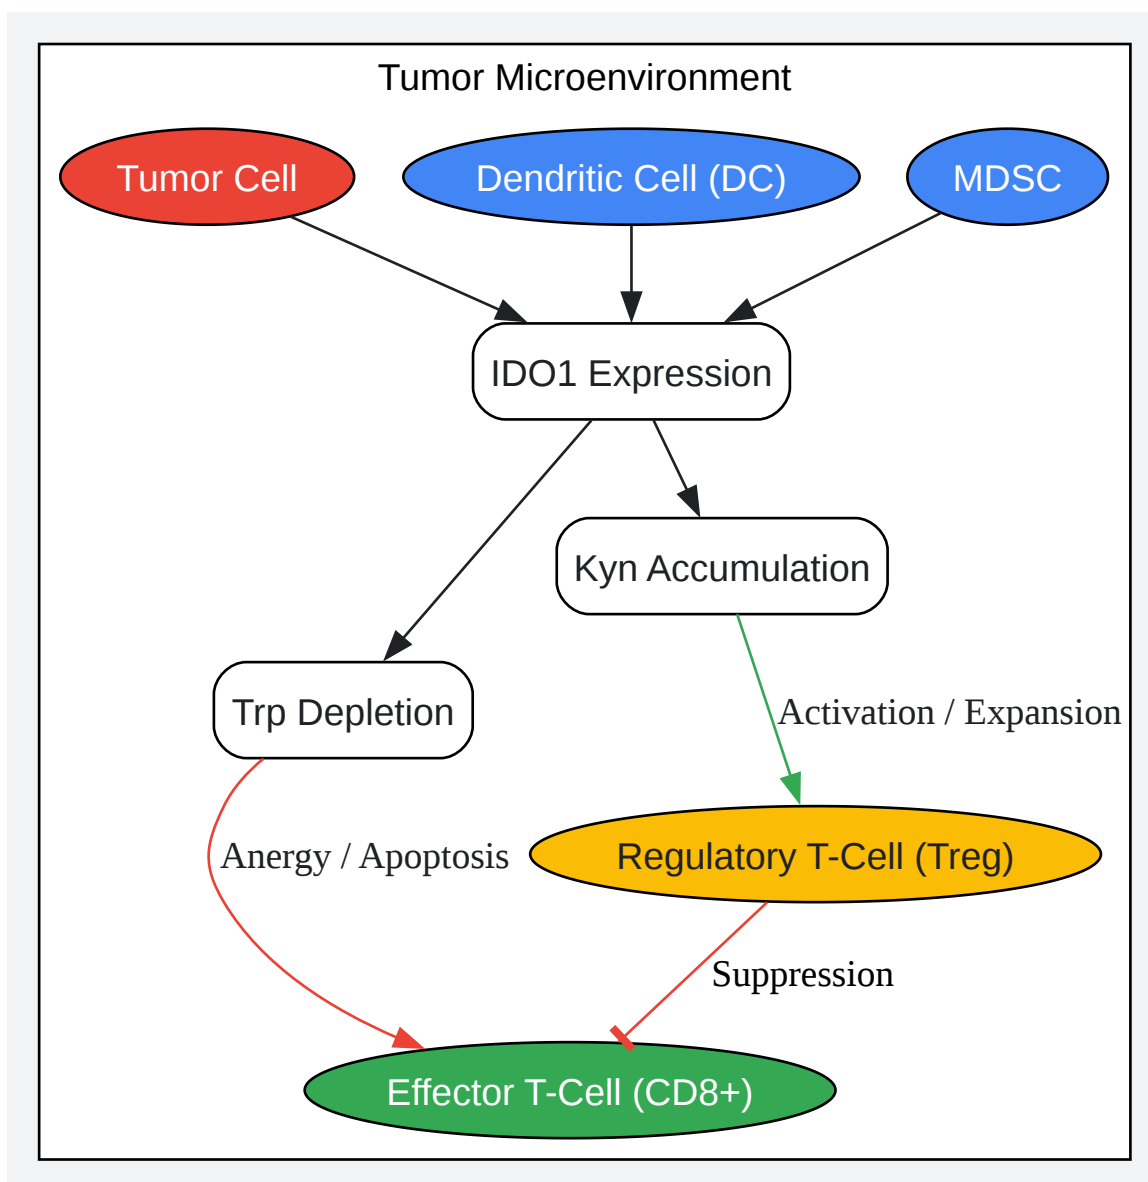 Tumor Microenvironment
Tumor Cell
Dendritic Cell (DC)
MDSC
IDO1 Expression
Kyn Accumulation
Trp Depletion
Activation / Expansion
Anergy / Apoptosis
Regulatory T-Cell (Treg)
Suppression
Effector T-Cell (CD8+)